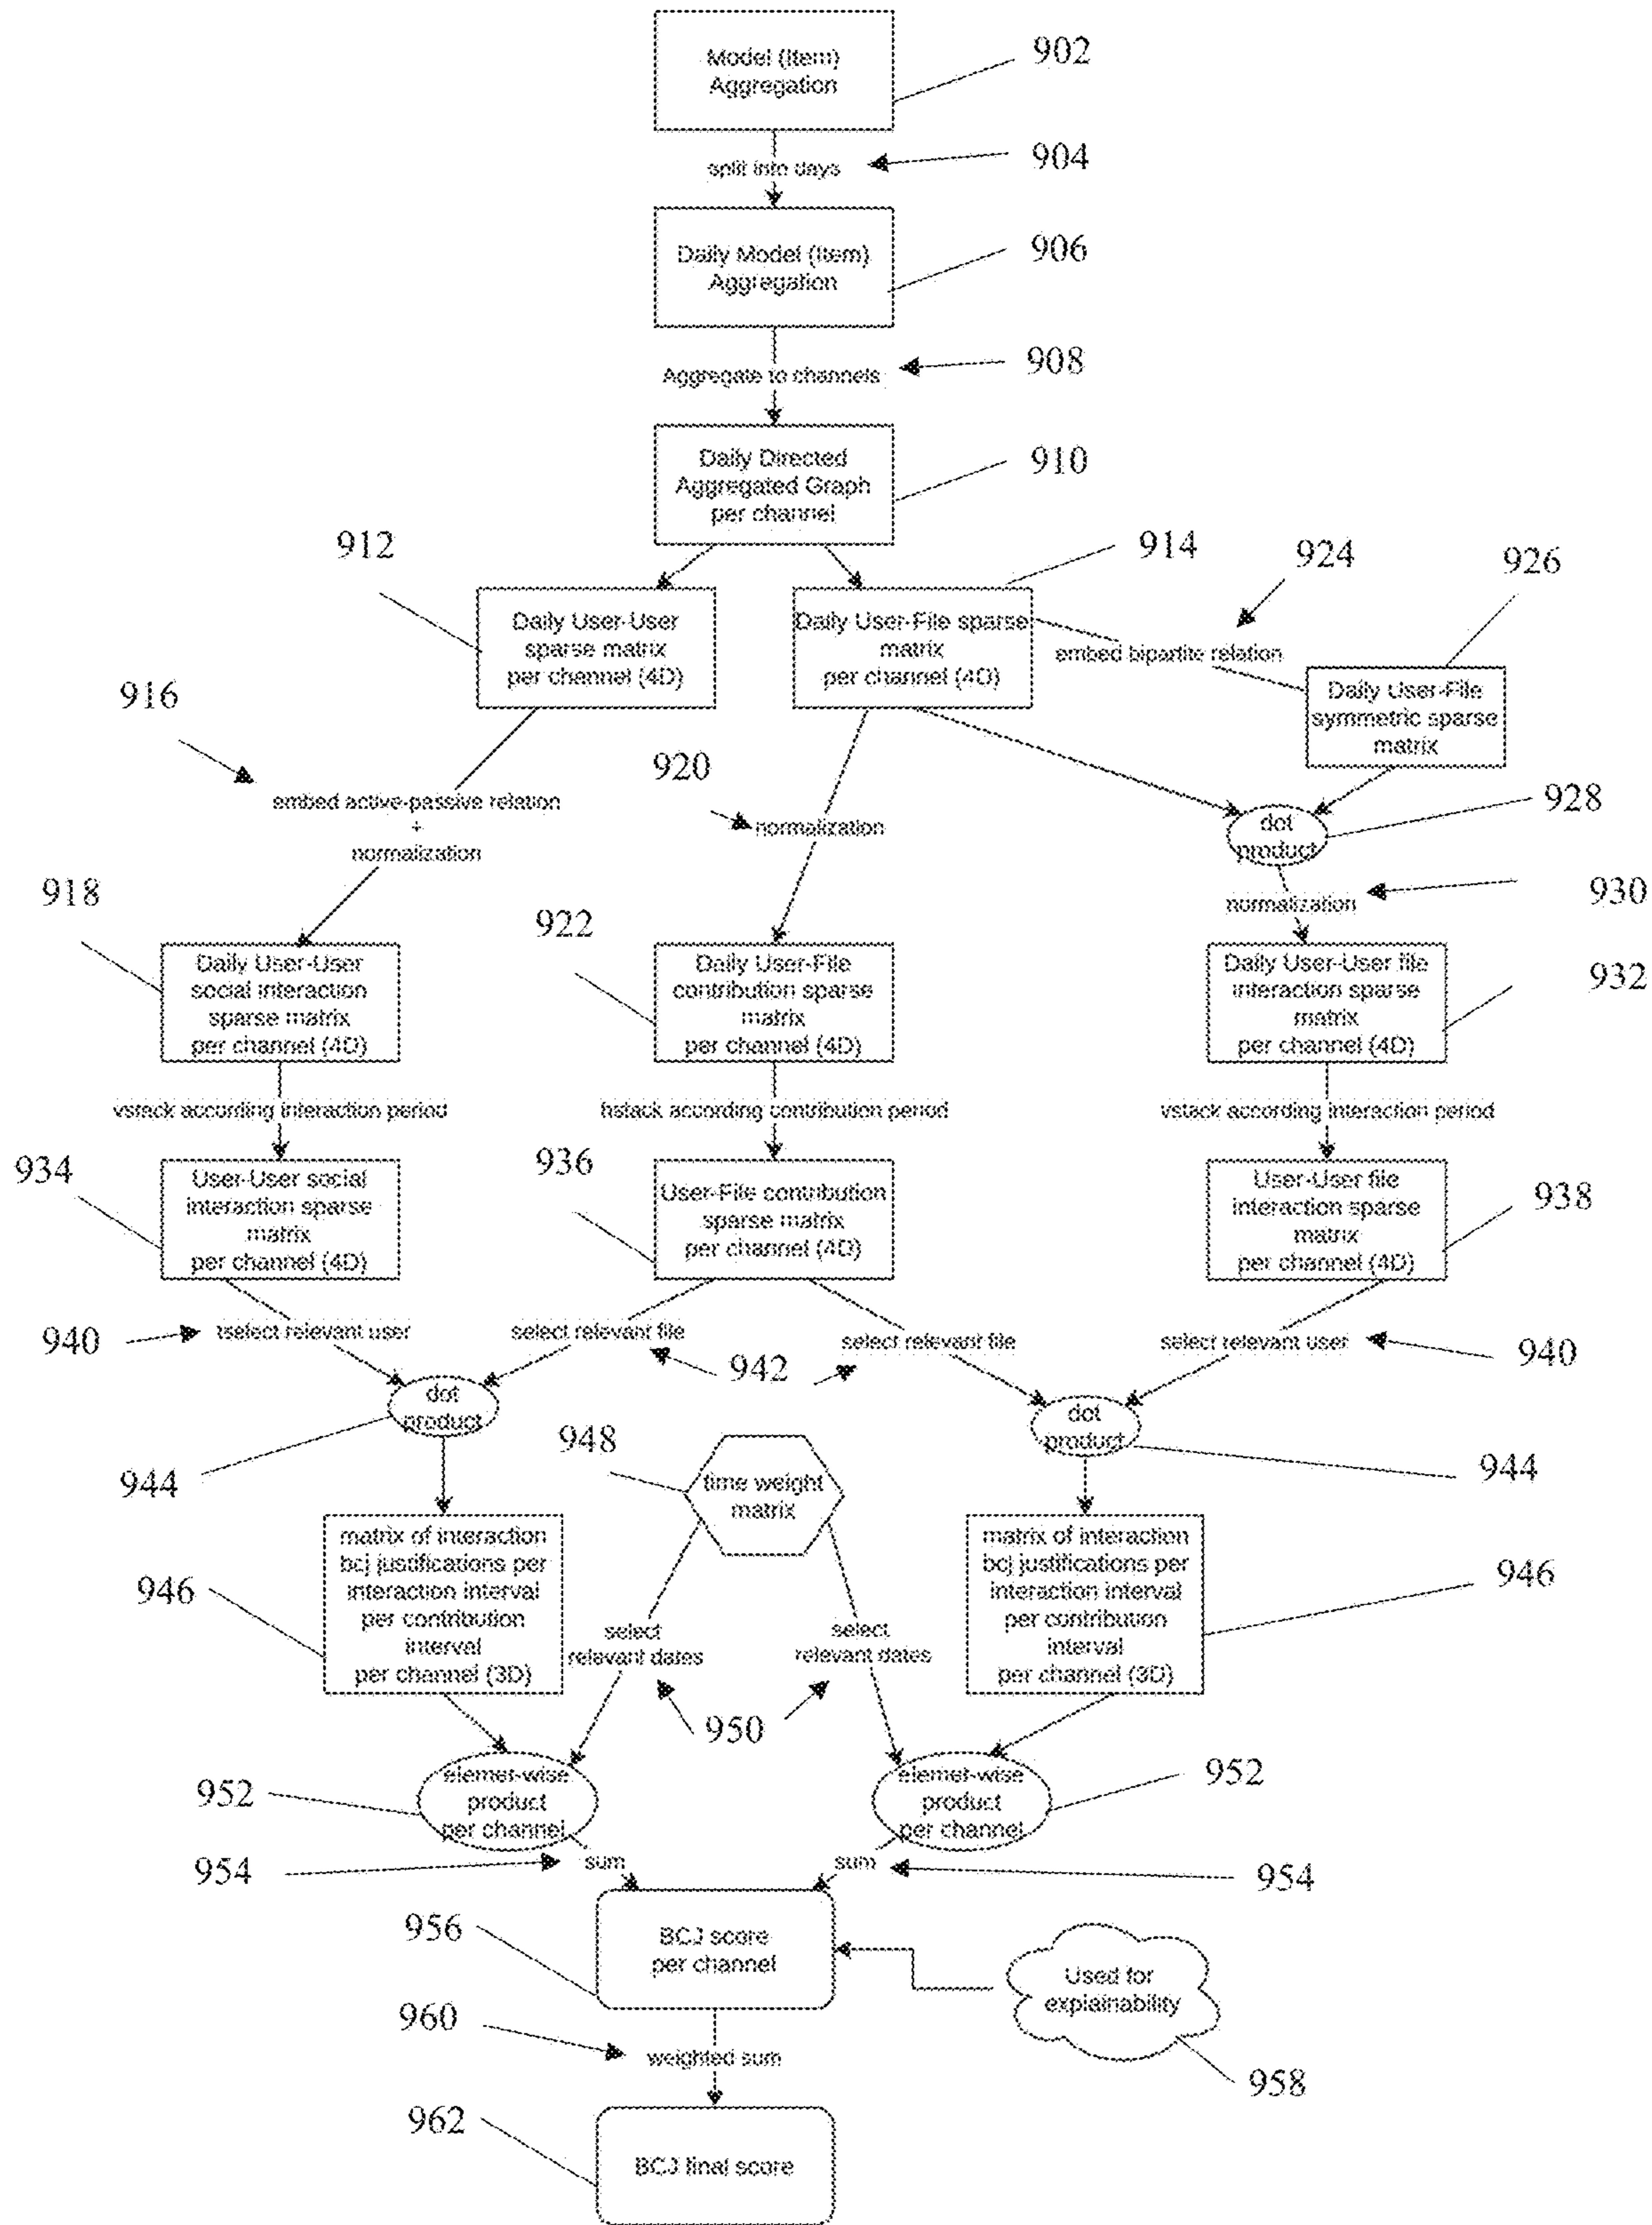 Model (Item)
Aggregation
902
split into days
904
Daily Model (Item)
Aggregation
906
Aggregate to channels
908
Daily Directed
Aggregated Graph
per channel
910
912
914
924
926
Daily User-User
sparse matrix
per channel (4D)
Daily User-File sparse
matrix
per channel (4D)
embed bipartite relation
Daily User-File
symmetric sparse
matrix
916
920
928
embed active-passive relation
+
normalization
normalization
dot
product
918
922
normalization
930
Daily User-User
social interaction
sparse matrix
per channel (4D)
Daily User-File
contribution sparse
matrix
per channel (4D)
Daily User-User file
interaction sparse
matrix
per channel (4D)
932
vstack according interaction period
hstack according contribution period
vstack according interaction period
934
936
938
User-User social
interaction sparse
matrix
per channel (4D)
User-File contribution
sparse matrix
per channel (4D)
User-User file
interaction sparse
matrix
per channel (4D)
940
tselect relevant user
select relevant file
942
select relevant file
select relevant user
940
dot
product
dot
product
944
948
time weight
matrix
944
matrix of interaction
bcj justifications per
interaction interval
per contribution
interval
per channel (3D)
matrix of interaction
bcj justifications per
interaction interval
per contribution
interval
per channel (3D)
946
946
select
relevant dates
select
relevant dates
950
952
elemet-wise
product
per channel
elemet-wise
product
per channel
952
954
sum
sum
954
956
BCJ score
per channel
Used for
explainability
958
960
weighted sum
962
BCJ final score